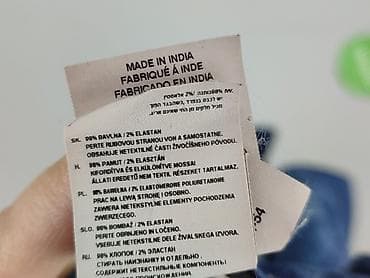 MADE IN INDIA
FABRIQUÉ À INDE
FABRICADO EN INDIA
SK. 98% BAVLNA / 2% ELASTAN
PERTE RUBOVOU STRANOU VON A SAMOSTATNE.
OBSAHUJE NETEXTILNÉ ČASTI ŽIVOČÍŠNEHO PÔVODU.
H. 98% PAMUT / 2% ELASZTÁN
KIFORDÍTVA ÉS ELKÜLÖNÍTVE MOSSA!
ÁLLATI EREDETŰ NEM TEXTIL RÉSZEKET TARTALMAZ.
PL. 98% BAWEŁNA / 2% ELASTOMEROWE POLIURETANOWE
PRAĆ NA LEWĄ STRONĘ I OSOBNO.
ZAWIERA NIETEKSTYLNE ELEMENTY POCHODZENIA
ZWIERZĘCEGO.
SLO. 98% BOMBAŽ / 2% ELASTAN
PERITE OBRNJENO IN LOČENO.
VSEBUJE NETEKSTILNE DELE ŽIVALSKEGA IZVORA.
RU. 98% ХЛОПОК / 2% ЭЛАСТАН
СТИРАТЬ НАИЗНАНКУ И ОТДЕЛЬНО.
СОДЕРЖИТ НЕТЕКСТИЛЬНЫЕ КОМПОНЕНТЫ